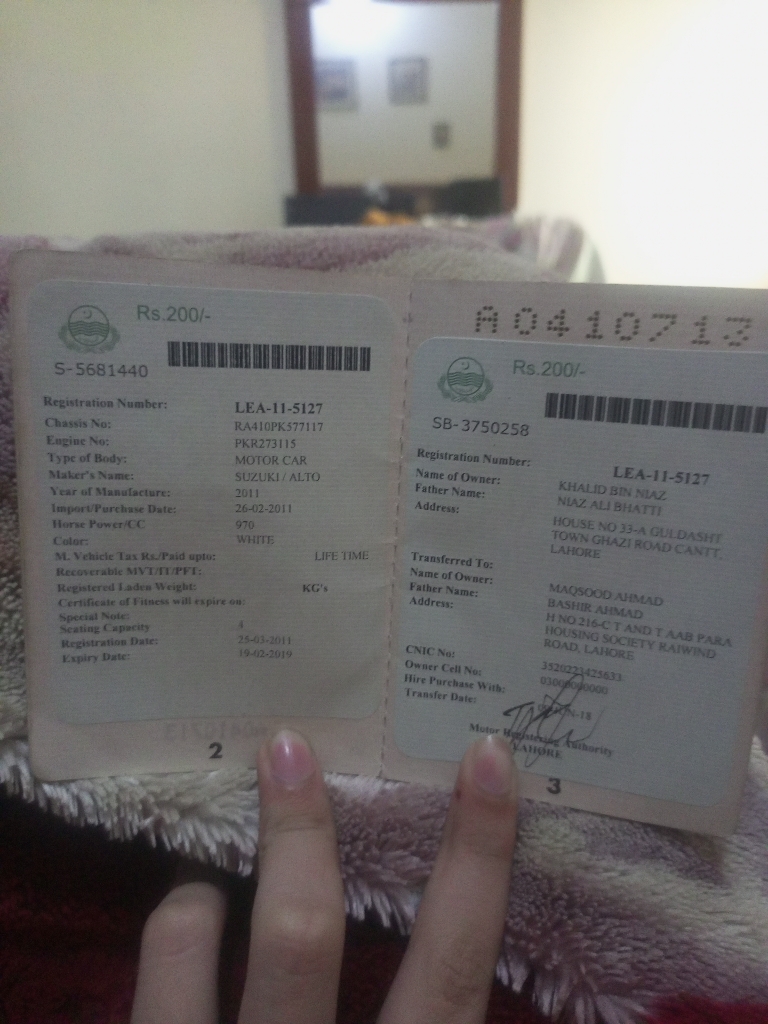 Rs.200/-
S-5681440
Registration Number: LEA-11-5127
Chassis No: RA410PK577117
Engine No: PKR273115
Type of Body: MOTOR CAR
Maker's Name: SUZUKI / ALTO
Year of Manufacture: 2011
Import/Purchase Date: 26-02-2011
Horse Power/CC 970
Color: WHITE
M. Vehicle Tax Rs./Paid upto: LIFE TIME
Recoverable MVT/IT/PFT:
Registered Laden Weight: KG's
Certificate of Fitness will expire on:
Special Note:
Seating Capacity 4
Registration Date: 25-03-2011
Expiry Date: 19-02-2019
2
A0410713
Rs.200/-
SB-3750258
Registration Number: LEA-11-5127
Name of Owner: KHALID BIN NIAZ
Father Name: NIAZ ALI BHATTI
Address: HOUSE NO 33-A GULDASHT
TOWN GHAZI ROAD CANTT.
LAHORE
Transferred To:
Name of Owner: MAQSOOD AHMAD
Father Name: BASHIR AHMAD
Address: H NO 216-C T AND T AAB PARA
HOUSING SOCIETY RAIWIND
ROAD, LAHORE
CNIC No: 3520223425633
Owner Cell No: 03000000000
Hire Purchase With:
Transfer Date:
Motor Registering Authority
LAHORE
3